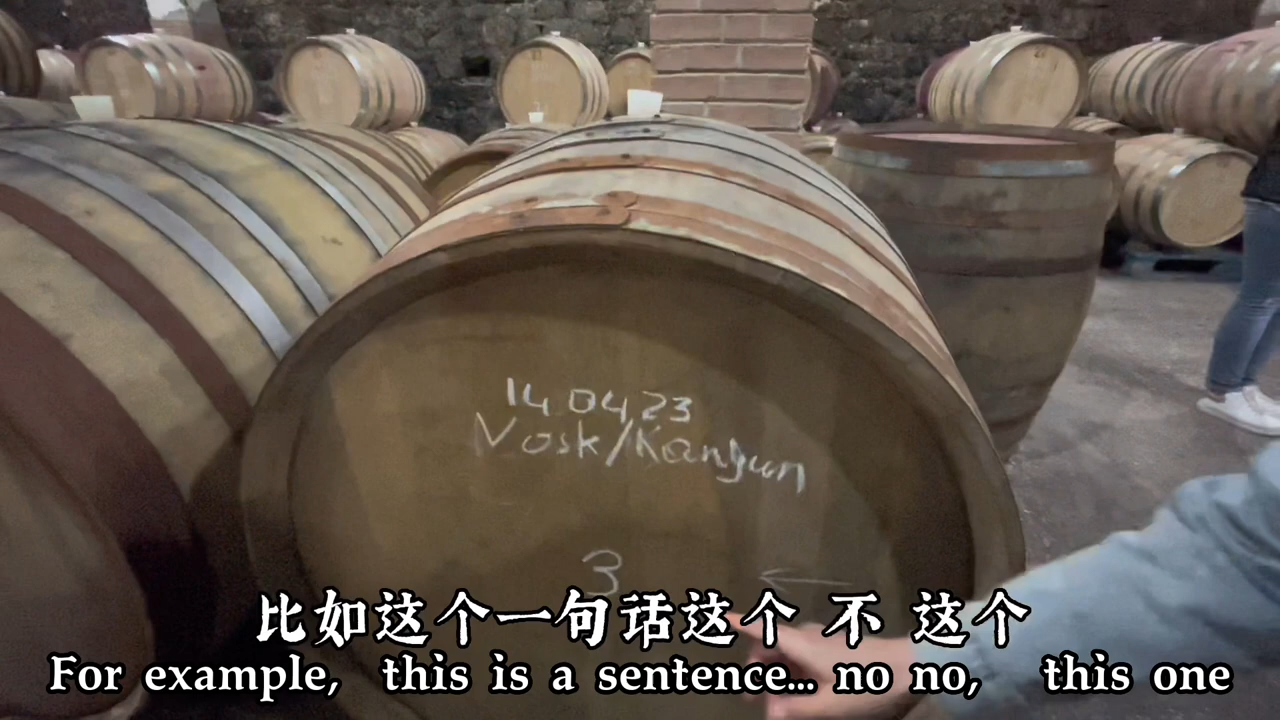 14.04.23
Vosk/Kangun
3
比如这个一句话这个 不 这个
For example, this is a sentence... no no, this one